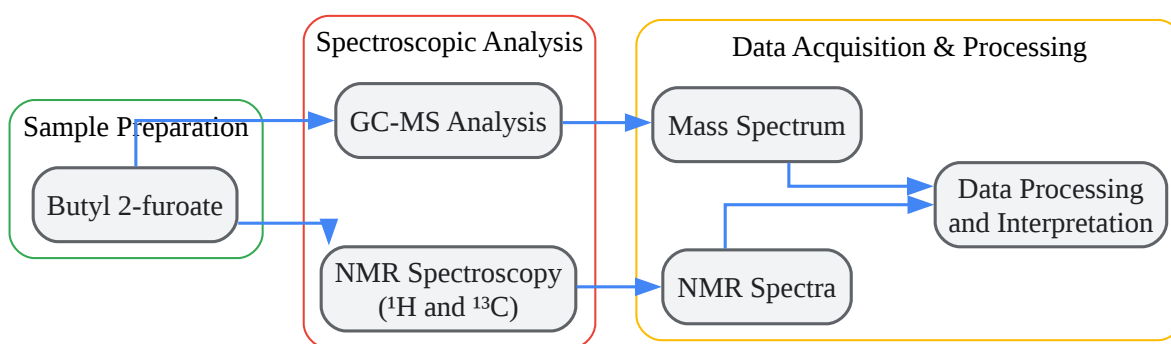 Sample Preparation
Butyl 2-furoate
Spectroscopic Analysis
GC-MS Analysis
NMR Spectroscopy
(¹H and ¹³C)
Data Acquisition & Processing
Mass Spectrum
NMR Spectra
Data Processing
and Interpretation